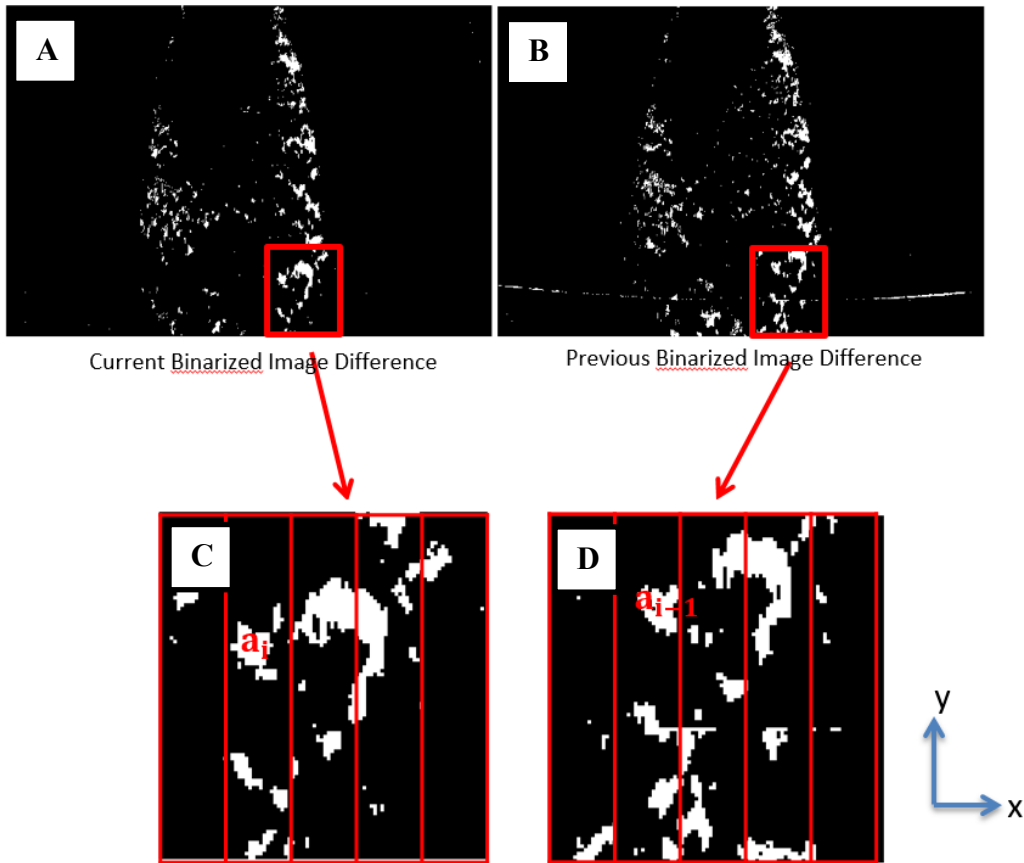 A
B
Current Binarized Image Difference
Previous Binarized Image Difference
C
D
aᵢ
aᵢ₋₁
y
x